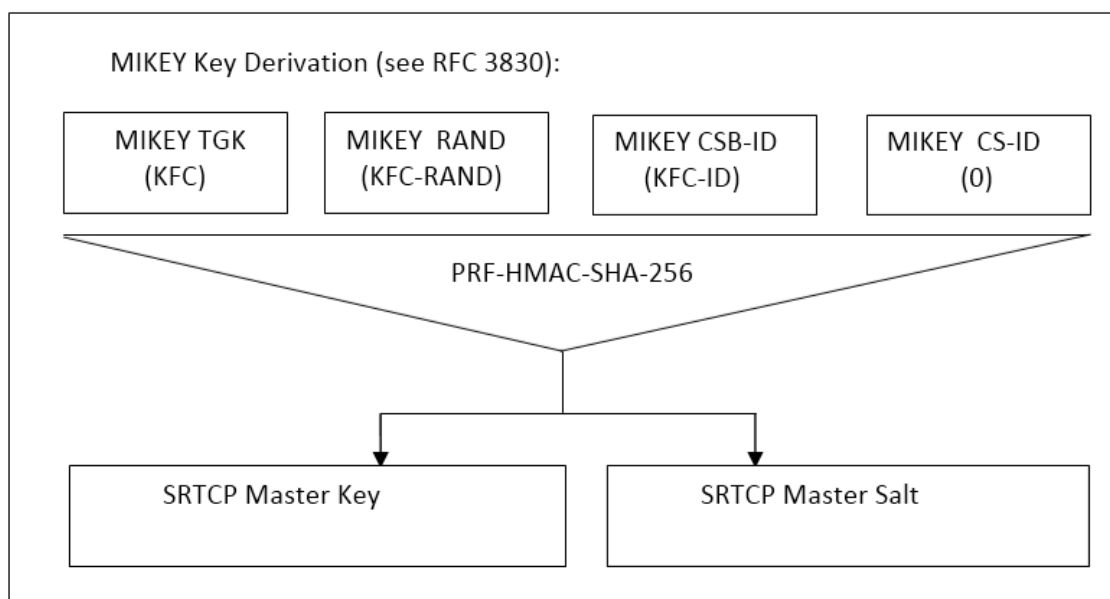 MIKEY Key Derivation (see RFC 3830):
MIKEY TGK
(KFC)
MIKEY RAND
(KFC-RAND)
MIKEY CSB-ID
(KFC-ID)
MIKEY CS-ID
(0)
PRF-HMAC-SHA-256
SRTCP Master Key
SRTCP Master Salt